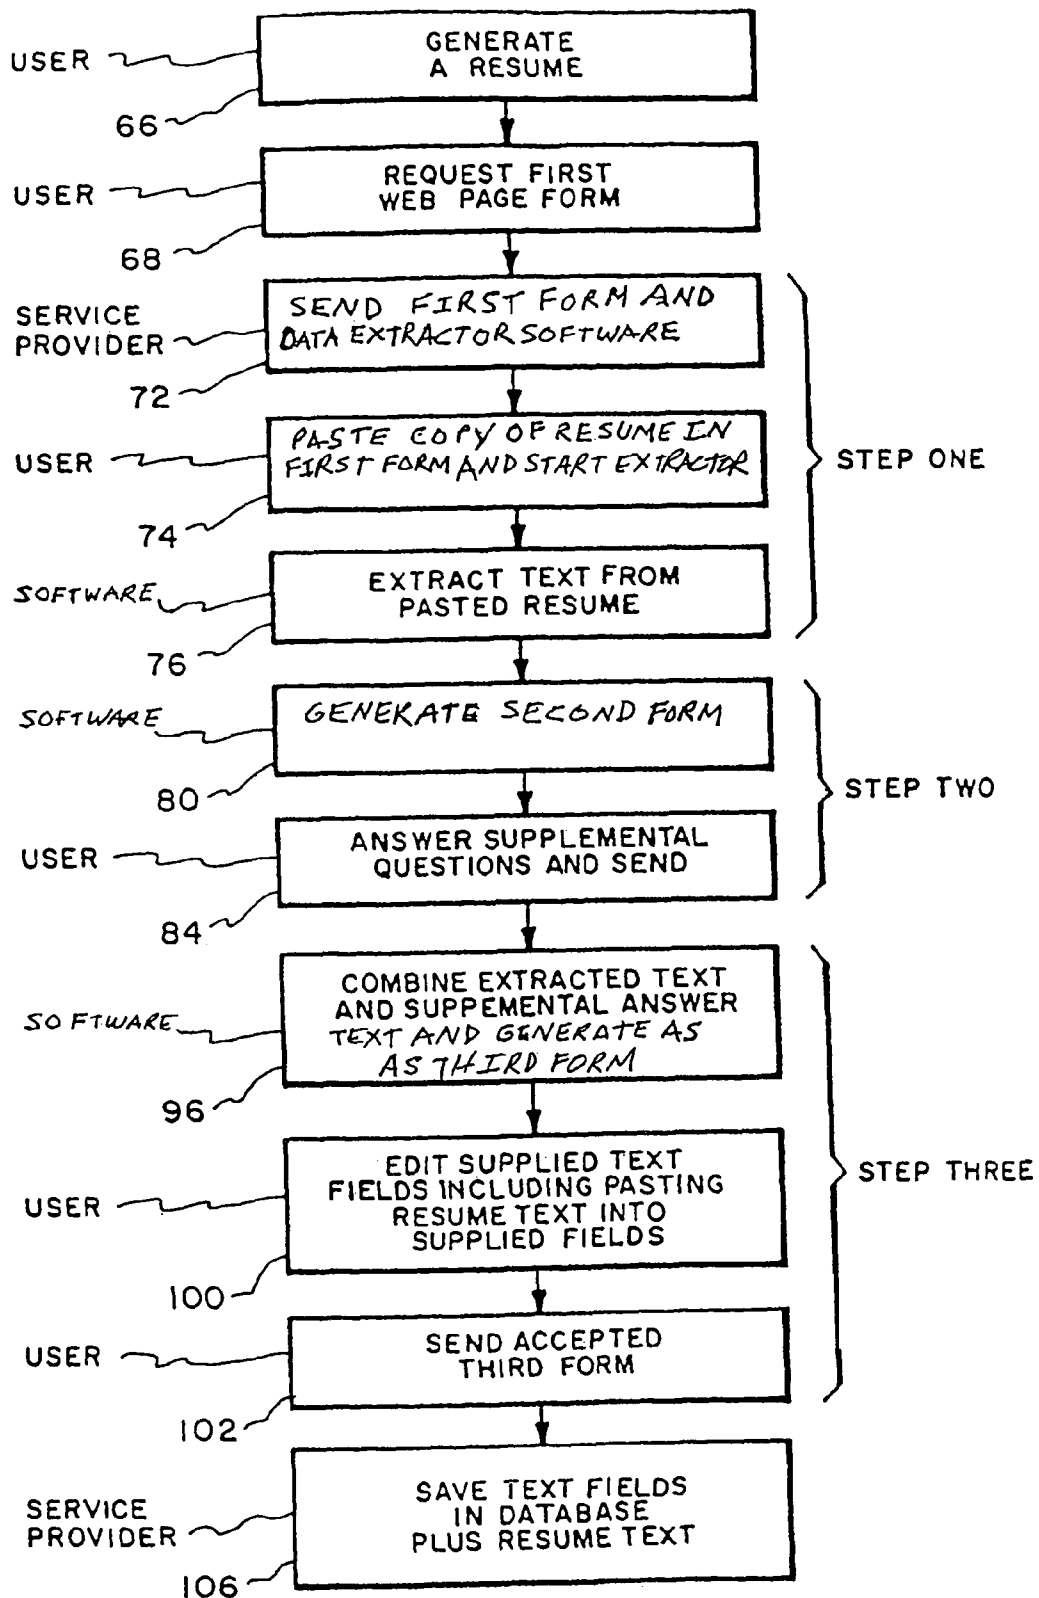 USER
GENERATE
A RESUME
66
USER
REQUEST FIRST
WEB PAGE FORM
68
SERVICE
PROVIDER
SEND FIRST FORM AND
DATA EXTRACTOR SOFTWARE
72
USER
PASTE COPY OF RESUME IN
FIRST FORM AND START EXTRACTOR
74
STEP ONE
SOFTWARE
EXTRACT TEXT FROM
PASTED RESUME
76
SOFTWARE
GENERATE SECOND FORM
80
STEP TWO
USER
ANSWER SUPPLEMENTAL
QUESTIONS AND SEND
84
SOFTWARE
COMBINE EXTRACTED TEXT
AND SUPPEMENTAL ANSWER
TEXT AND GENERATE AS
AS THIRD FORM
96
USER
EDIT SUPPLIED TEXT
FIELDS INCLUDING PASTING
RESUME TEXT INTO
SUPPLIED FIELDS
100
STEP THREE
USER
SEND ACCEPTED
THIRD FORM
102
SERVICE
PROVIDER
SAVE TEXT FIELDS
IN DATABASE
PLUS RESUME TEXT
106